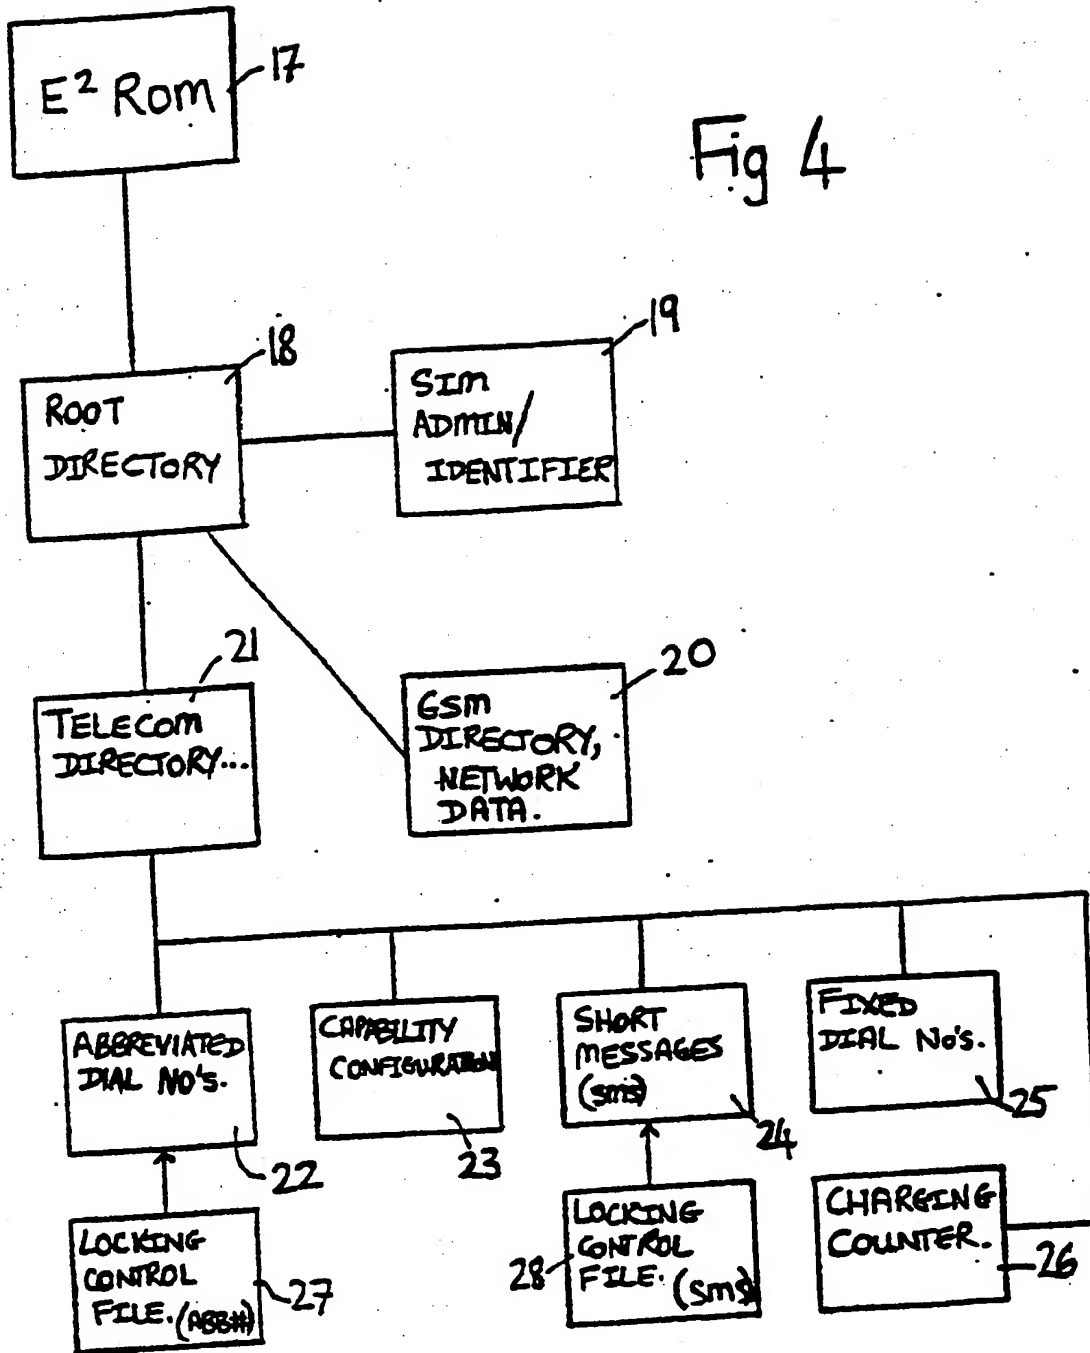 E² Rom
17
Fig 4
18
19
ROOT
DIRECTORY
SIM
ADMIN/
IDENTIFIER
21
20
TELECOM
DIRECTORY...
GSM
DIRECTORY,
NETWORK
DATA.
ABBREVIATED
DIAL NO's.
22
CAPABILITY
CONFIGURATION
23
SHORT
MESSAGES
(sms)
24
FIXED
DIAL No's.
25
LOCKING
CONTROL
FILE. (ABB#)
27
28
LOCKING
CONTROL
FILE. (sms)
CHARGING
COUNTER.
26